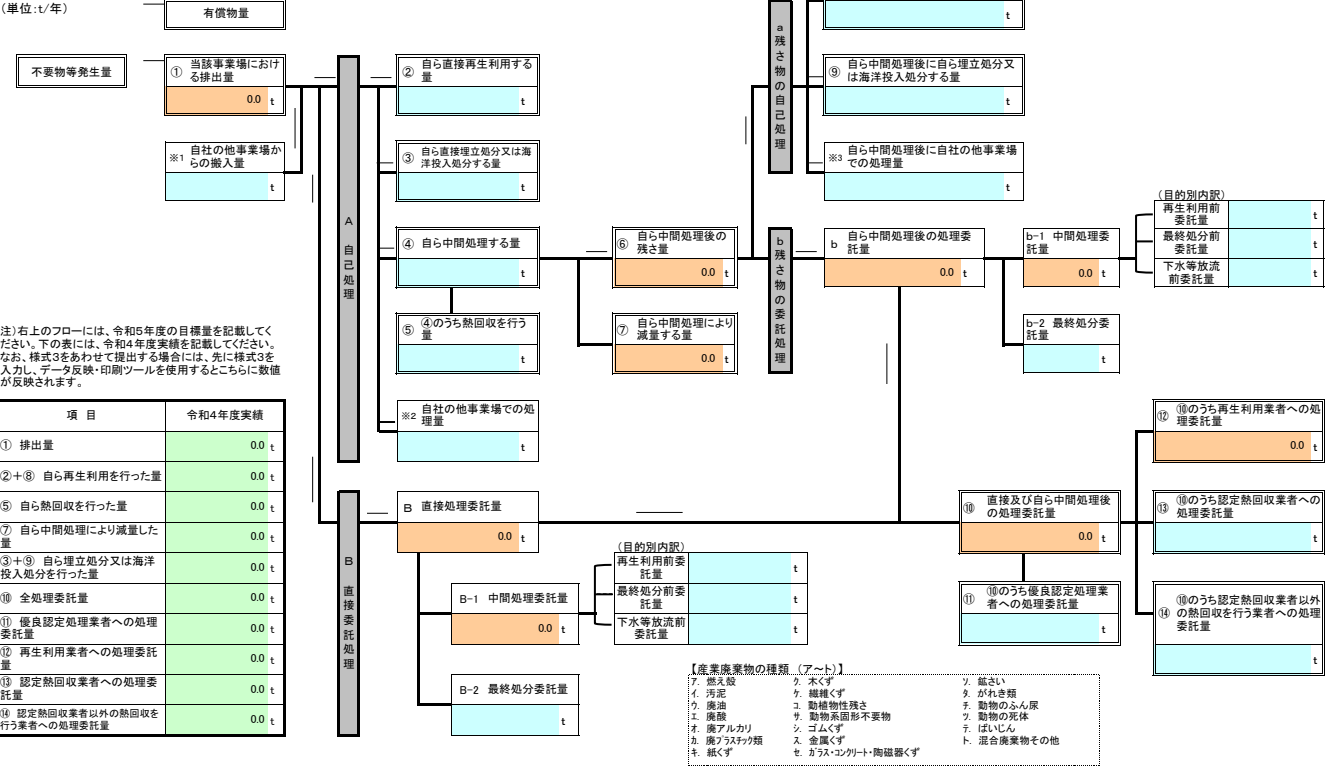 (単位:t/年)
有償物量
t
不要物等発生量
① 当該事業場におけ
る排出量
0.0 t
※1 自社の他事業場か
らの搬入量
t
A 自己処理
② 自ら直接再生利用する
量
t
③ 自ら直接埋立処分又は海
洋投入処分する量
t
④ 自ら中間処理する量
t
⑤ ④のうち熱回収を行う
量
t
※2 自社の他事業場での処
理量
t
⑥ 自ら中間処理後の
残さ量
0.0 t
⑦ 自ら中間処理により
減量する量
0.0 t
a 残さ物の自己処理
⑨ 自ら中間処理後に自ら埋立処分又
は海洋投入処分する量
t
※3 自ら中間処理後に自社の他事業場
での処理量
t
b 残さ物の委託処理
b 自ら中間処理後の処理委
託量
0.0 t
b-1 中間処理委
託量
0.0 t
b-2 最終処分委
託量
t
(目的別内訳)
再生利用前
委託量
t
最終処分前
委託量
t
下水等放流
前委託量
t
注)右上のフローには、令和5年度の目標量を記載してく
ださい。下の表には、令和4年度実績を記載してください。
なお、様式3をあわせて提出する場合には、先に様式3を
入力し、データ反映・印刷ツールを使用するとこちらに数値
が反映されます。
項 目 令和4年度実績
① 排出量 0.0 t
②+⑧ 自ら再生利用を行った量 0.0 t
⑤ 自ら熱回収を行った量 0.0 t
⑦ 自ら中間処理により減量した
量 0.0 t
③+⑨ 自ら埋立処分又は海洋
投入処分を行った量 0.0 t
⑩ 全処理委託量 0.0 t
⑪ 優良認定処理業者への処理
委託量 0.0 t
⑫ 再生利用業者への処理委託
量 0.0 t
⑬ 認定熱回収業者への処理委
託量 0.0 t
⑭ 認定熱回収業者以外の熱回収を
行う業者への処理委託量 0.0 t
B 直接委託処理
B 直接処理委託量
0.0 t
B-1 中間処理委託量
0.0 t
B-2 最終処分委託量
t
(目的別内訳)
再生利用前委
託量
t
最終処分前委
託量
t
下水等放流前
委託量
t
⑩ 直接及び自ら中間処理後
の処理委託量
0.0 t
⑪ ⑩のうち優良認定処理業
者への処理委託量
t
⑫ ⑩のうち再生利用業者への処
理委託量
0.0 t
⑬ ⑩のうち認定熱回収業者への
処理委託量
t
⑭ ⑩のうち認定熱回収業者以外
の熱回収を行う業者への処理
委託量
t
【産業廃棄物の種類 (ア~ト)】
ア. 燃え殻
イ. 汚泥
ウ. 廃油
エ. 廃酸
オ. 廃アルカリ
カ. 廃プラスチック類
キ. 紙くず
ク. 木くず
ケ. 繊維くず
コ. 動植物性残さ
サ. 動物系固形不要物
シ. ゴムくず
ス. 金属くず
セ. ガラス・コンクリート・陶磁器くず
ソ. 鉱さい
タ. がれき類
チ. 動物のふん尿
ツ. 動物の死体
テ. ばいじん
ト. 混合廃棄物その他